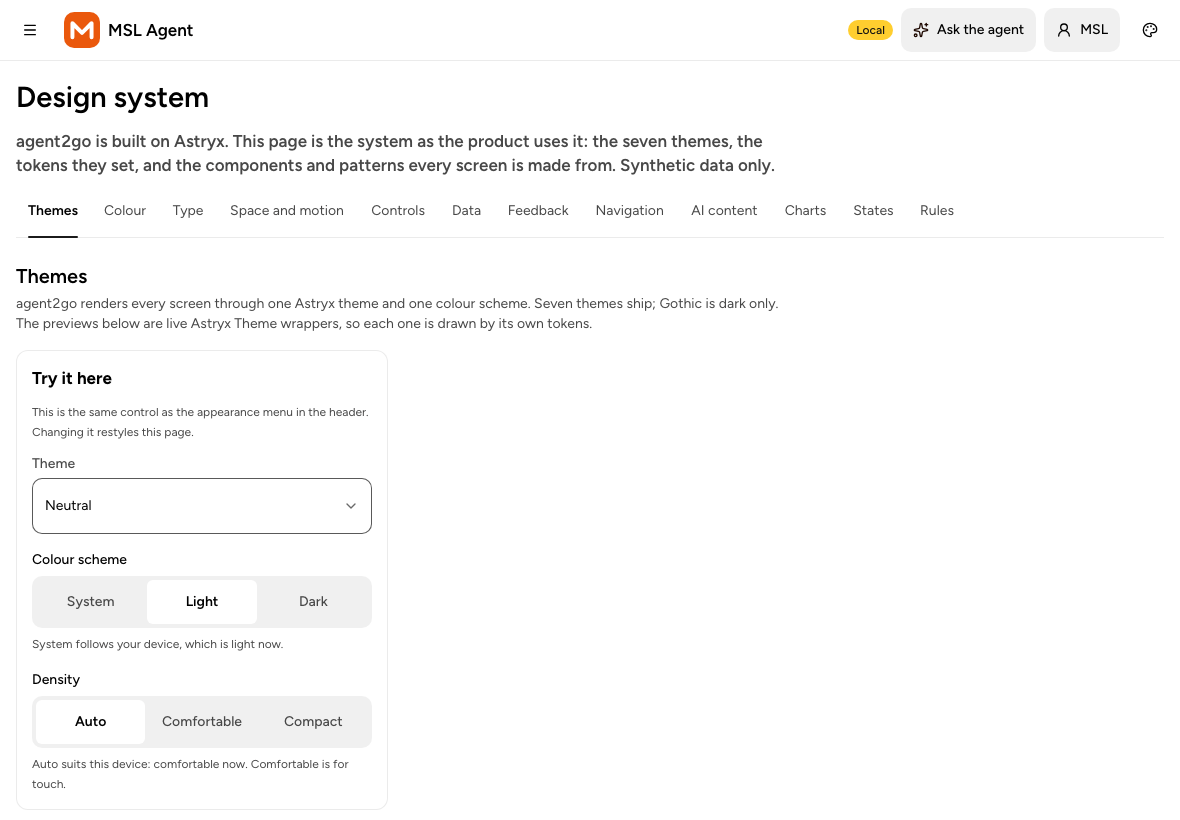 MSL Agent
Local
Ask the agent
MSL
Design system
agent2go is built on Astryx. This page is the system as the product uses it: the seven themes, the
tokens they set, and the components and patterns every screen is made from. Synthetic data only.
Themes Colour Type Space and motion Controls Data Feedback Navigation AI content Charts States Rules
Themes
agent2go renders every screen through one Astryx theme and one colour scheme. Seven themes ship; Gothic is dark only.
The previews below are live Astryx Theme wrappers, so each one is drawn by its own tokens.
Try it here
This is the same control as the appearance menu in the header.
Changing it restyles this page.
Theme
Neutral
Colour scheme
System Light Dark
System follows your device, which is light now.
Density
Auto Comfortable Compact
Auto suits this device: comfortable now. Comfortable is for
touch.